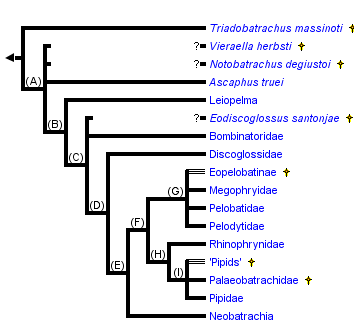 Triadobatrachus massinoti
? Vieraella herbsti
? Notobatrachus degiustoi
(A) Ascaphus truei
Leiopelma
(B)
? Eodiscoglossus santonjae
Bombinatoridae
(C)
Discoglossidae
Eopelobatinae
(G) Megophryidae
(D) Pelobatidae
(F) Pelodytidae
Rhinophrynidae
(H)
'Pipids'
(E) (I) Palaeobatrachidae
Pipidae
Neobatrachia